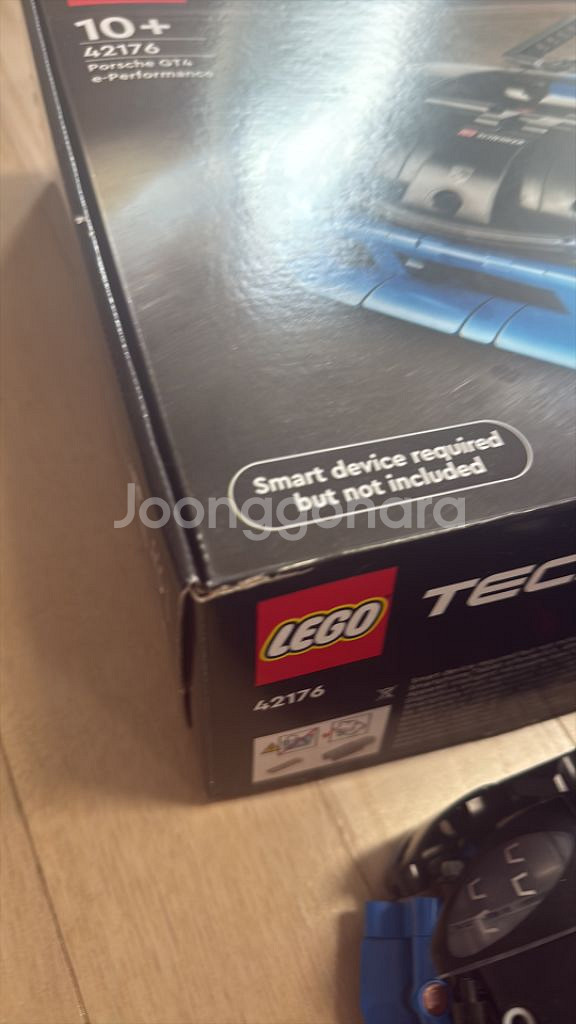 10+
42176
Porsche GT4
e-Performance
Smart device required
but not included
Joonggonara
LEGO
TEC
42176